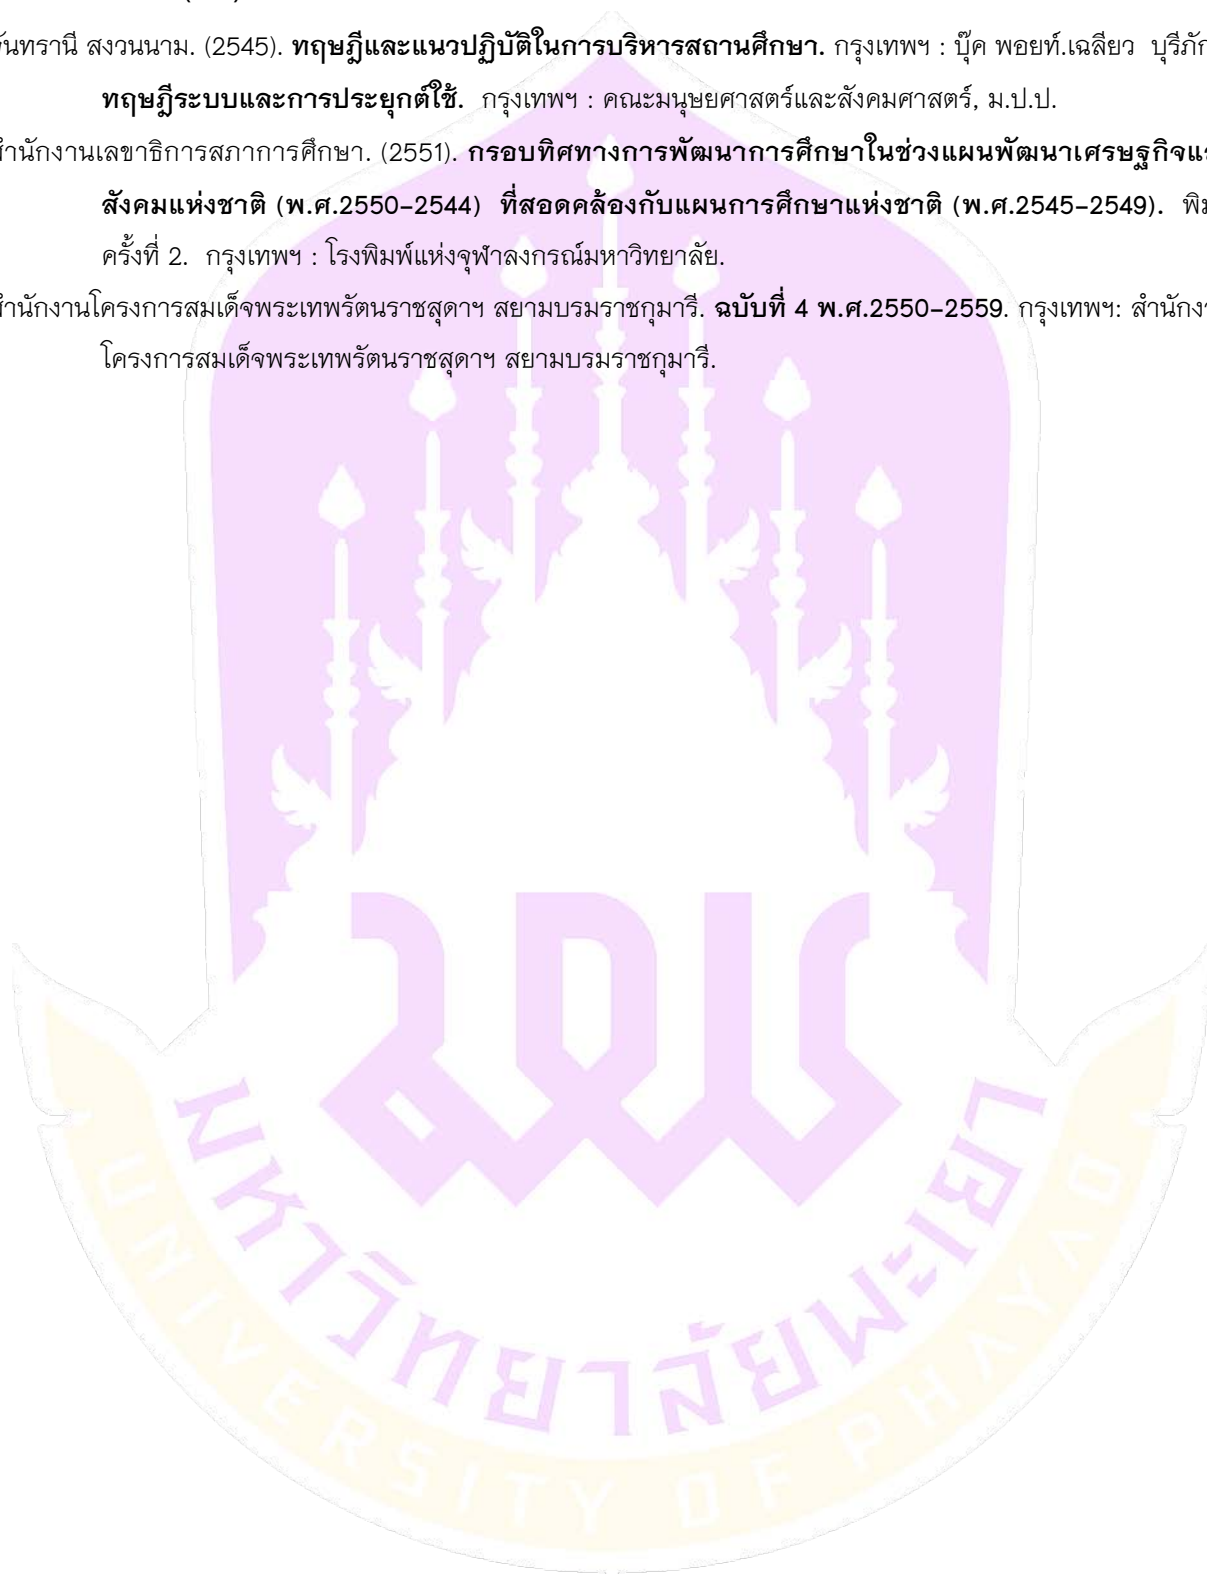 นทรานี สงวนนาม. (2545). ทฤษฎีและแนวปฏิบัติในการบริหารสถานศึกษา. กรุงเทพฯ : บุ๊ค พอยท์.เฉลียว บุรีภัก
ทฤษฎีระบบและการประยุกต์ใช้. กรุงเทพฯ : คณะมนุษยศาสตร์และสังคมศาสตร์, ม.ป.ป.
สำนักงานเลขาธิการสภาการศึกษา. (2551). กรอบทิศทางการพัฒนาการศึกษาในช่วงแผนพัฒนาเศรษฐกิจแ
สังคมแห่งชาติ (พ.ศ.2550-2544) ที่สอดคล้องกับแผนการศึกษาแห่งชาติ (พ.ศ.2545-2549). พิม
ครั้งที่ 2. กรุงเทพฯ : โรงพิมพ์แห่งจุฬาลงกรณ์มหาวิทยาลัย.
สำนักงานโครงการสมเด็จพระเทพรัตนราชสุดาฯ สยามบรมราชกุมารี. ฉบับที่ 4 พ.ศ.2550-2559. กรุงเทพฯ: สำนักง
โครงการสมเด็จพระเทพรัตนราชสุดาฯ สยามบรมราชกุมารี.
มหาวิทยาลัยพะเยา
UNIVERSITY OF PHAYAO